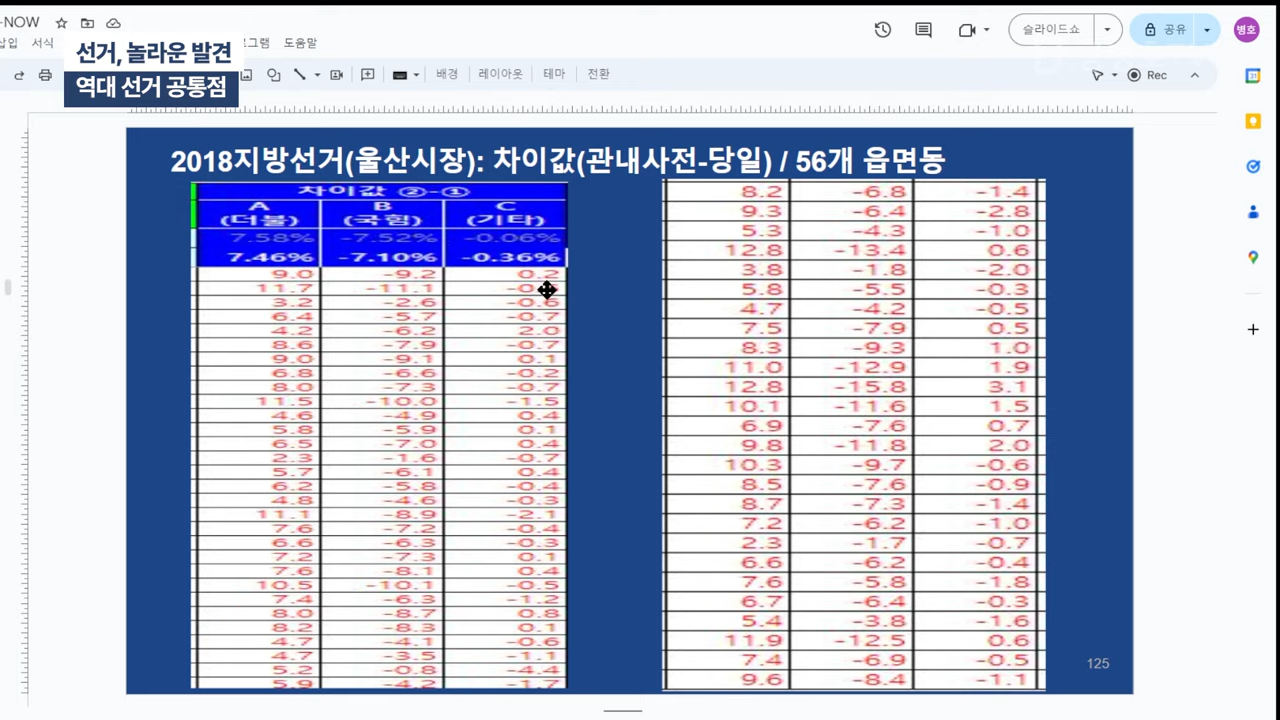 -NOW
슬라이드쇼
공유
병호
삽입 서식
그램 도움말
선거, 놀라운 발견
역대 선거 공통점
배경 레이아웃 테마 전환
Rec
31
2018지방선거(울산시장): 차이값(관내사전-당일) / 56개 읍면동
차이값 ②-①
A B C
(더불) (국힘) (기타)
7.58% -7.52% -0.06%
7.46% -7.10% -0.36%
9.0 -9.2 0.2
11.7 -11.1
3.2 -2.6 -0.6
6.4 -5.7 -0.7
4.2 -6.2 2.0
8.6 -7.9 -0.7
9.0 -9.1 0.1
6.8 -6.6 -0.2
8.0 -7.3 -0.7
11.5 -10.0 -1.5
4.6 -4.9 0.4
5.8 -5.9 0.1
6.5 -7.0 0.4
2.3 -1.6 -0.7
5.7 -6.1 0.4
6.2 -5.8 -0.4
4.8 -4.6 -0.3
11.1 -8.9 -2.1
7.6 -7.2 -0.4
6.6 -6.3 -0.3
7.2 -7.3 0.1
7.6 -8.1 0.4
10.5 -10.1 -0.5
7.4 -6.3 -1.2
8.0 -8.7 0.8
8.2 -8.3 0.1
4.7 -4.1 -0.6
4.7 -3.5 -1.1
5.2 -0.8 -4.4
5.9 -4.2 -1.7
8.2 -6.8 -1.4
9.3 -6.4 -2.8
5.3 -4.3 -1.0
12.8 -13.4 0.6
3.8 -1.8 -2.0
5.8 -5.5 -0.3
4.7 -4.2 -0.5
7.5 -7.9 0.5
8.3 -9.3 1.0
11.0 -12.9 1.9
12.8 -15.8 3.1
10.1 -11.6 1.5
6.9 -7.6 0.7
9.8 -11.8 2.0
10.3 -9.7 -0.6
8.5 -7.6 -0.9
8.7 -7.3 -1.4
7.2 -6.2 -1.0
2.3 -1.7 -0.7
6.6 -6.2 -0.4
7.6 -5.8 -1.8
6.7 -6.4 -0.3
5.4 -3.8 -1.6
11.9 -12.5 0.6
7.4 -6.9 -0.5
9.6 -8.4 -1.1
125